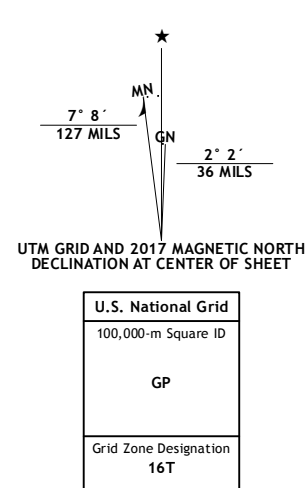 ★
MN
7° 8´
127 MILS
GN
2° 2´
36 MILS
UTM GRID AND 2017 MAGNETIC NORTH
DECLINATION AT CENTER OF SHEET
U.S. National Grid
100,000-m Square ID
GP
Grid Zone Designation
16T